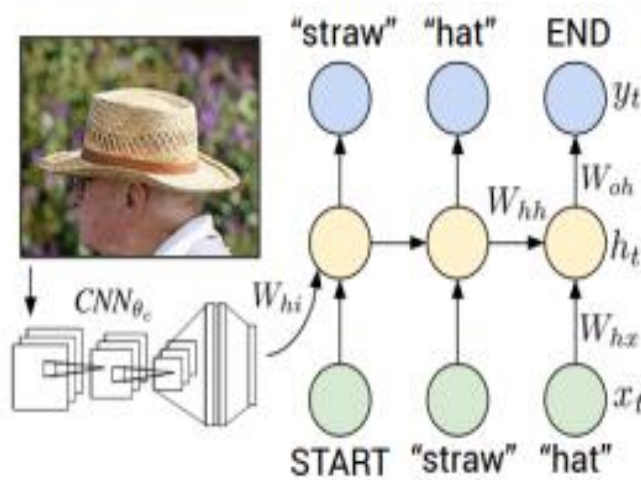 “straw” “hat” END
y_t
CNN_θc
W_hi
W_hh
W_oh
h_t
W_hx
x_t
START “straw” “hat”